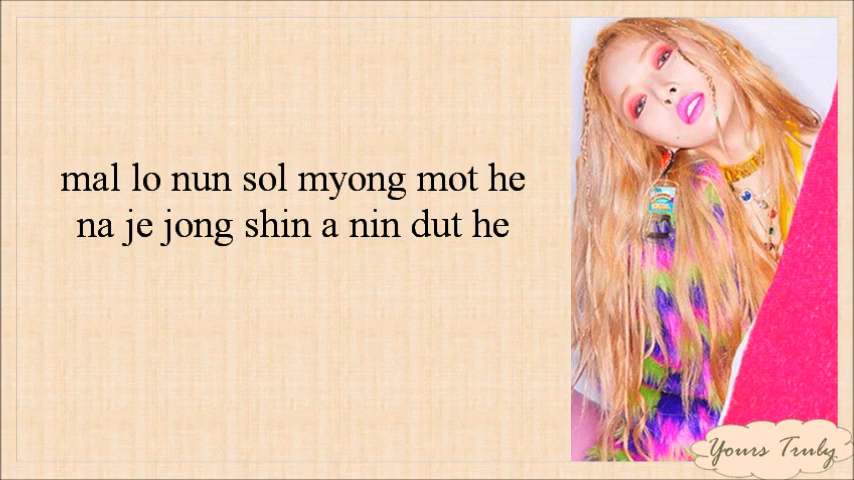 mal lo nun sol myong mot he
na je jong shin a nin dut he
Yours Truly